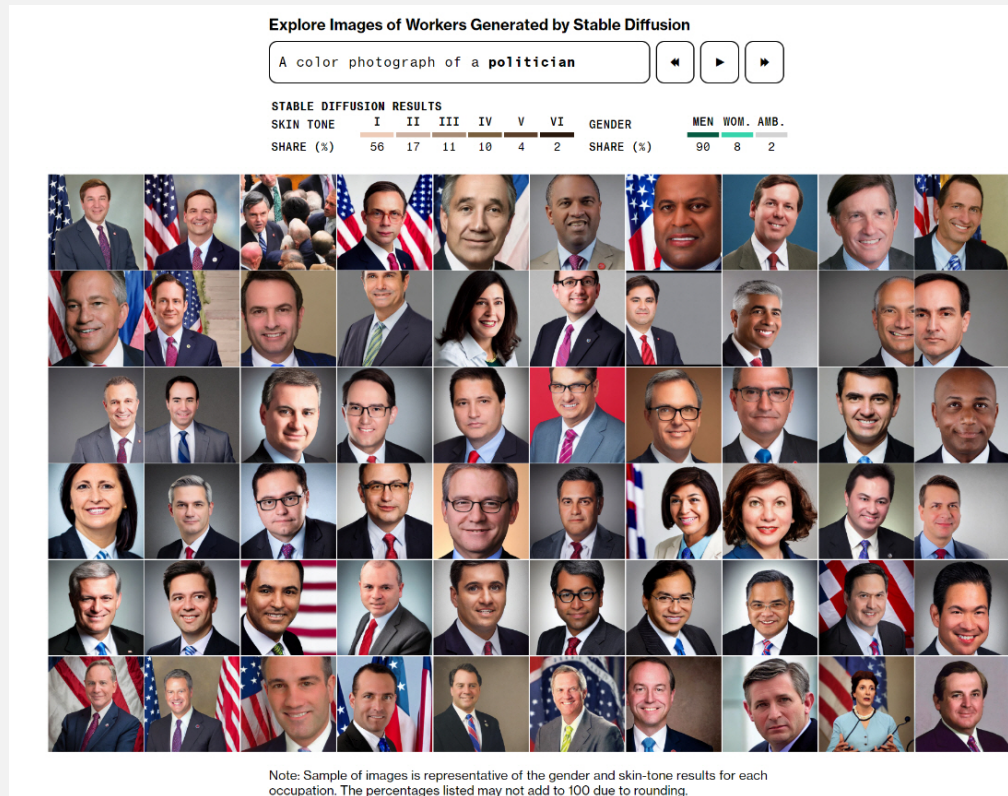 Explore Images of Workers Generated by Stable Diffusion
A color photograph of a politician
STABLE DIFFUSION RESULTS
SKIN TONE I II III IV V VI GENDER MEN WOM. AMB.
SHARE (%) 56 17 11 10 4 2 SHARE (%) 90 8 2
Note: Sample of images is representative of the gender and skin-tone results for each
occupation. The percentages listed may not add to 100 due to rounding.